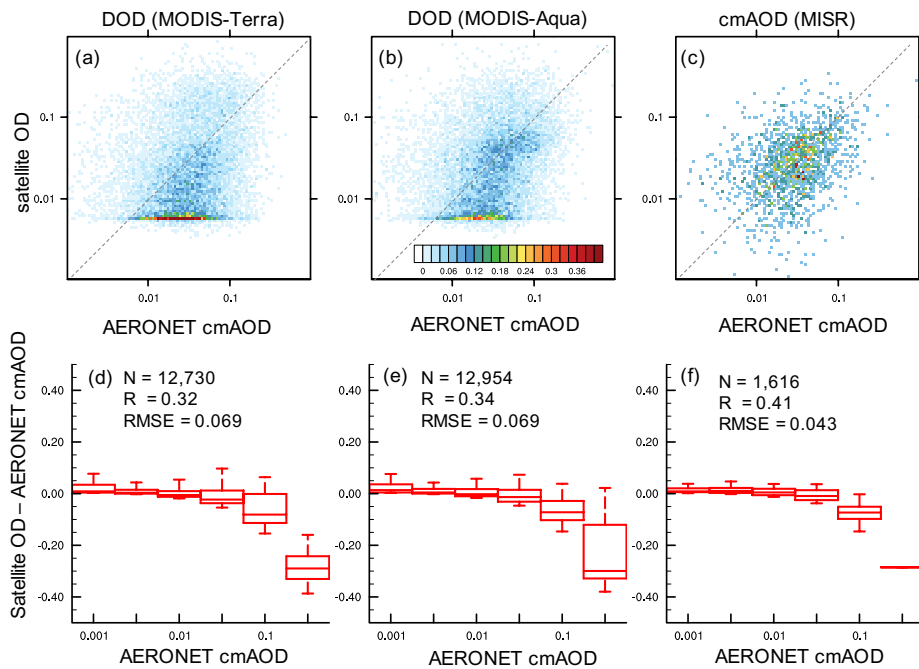 DOD (MODIS-Terra) DOD (MODIS-Aqua) cmAOD (MISR)
(a) (b) (c)
satellite OD
0.1 0.1 0.1
0.01 0.01 0.01
0 0.06 0.12 0.18 0.24 0.3 0.36
0.01 0.1 0.01 0.1 0.01 0.1
AERONET cmAOD AERONET cmAOD AERONET cmAOD
Satellite OD – AERONET cmAOD
(d) (e) (f)
N = 12,730 N = 12,954 N = 1,616
R = 0.32 R = 0.34 R = 0.41
RMSE = 0.069 RMSE = 0.069 RMSE = 0.043
0.40 0.40 0.40
0.20 0.20 0.20
0.00 0.00 0.00
-0.20 -0.20 -0.20
-0.40 -0.40 -0.40
0.001 0.01 0.1 0.001 0.01 0.1 0.001 0.01 0.1
AERONET cmAOD AERONET cmAOD AERONET cmAOD